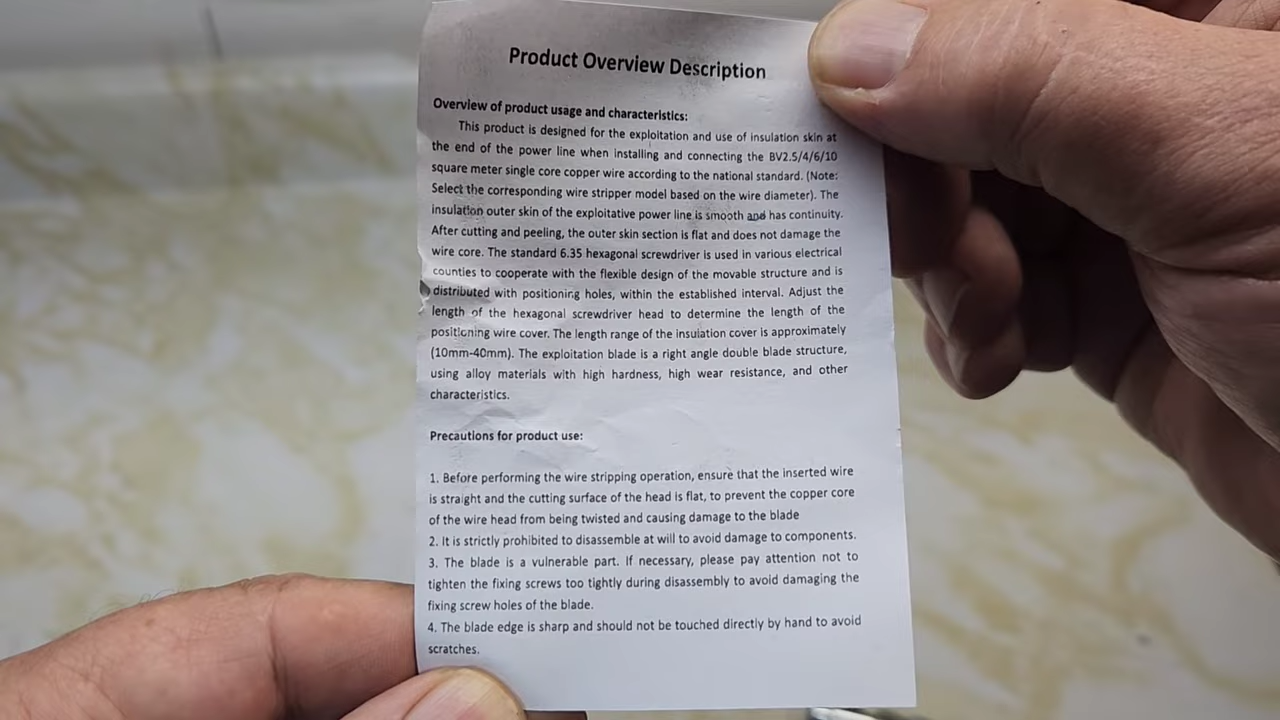 Product Overview Description
Overview of product usage and characteristics:
This product is designed for the exploitation and use of insulation skin at
the end of the power line when installing and connecting the BV2.5/4/6/10
square meter single core copper wire according to the national standard. (Note:
Select the corresponding wire stripper model based on the wire diameter). The
insulation outer skin of the exploitative power line is smooth and has continuity.
After cutting and peeling, the outer skin section is flat and does not damage the
wire core. The standard 6.35 hexagonal screwdriver is used in various electrical
counties to cooperate with the flexible design of the movable structure and is
distributed with positioning holes, within the established interval. Adjust the
length of the hexagonal screwdriver head to determine the length of the
positioning wire cover. The length range of the insulation cover is approximately
(10mm-40mm). The exploitation blade is a right angle double blade structure,
using alloy materials with high hardness, high wear resistance, and other
characteristics.
Precautions for product use:
1. Before performing the wire stripping operation, ensure that the inserted wire
is straight and the cutting surface of the head is flat, to prevent the copper core
of the wire head from being twisted and causing damage to the blade
2. It is strictly prohibited to disassemble at will to avoid damage to components.
3. The blade is a vulnerable part. If necessary, please pay attention not to
tighten the fixing screws too tightly during disassembly to avoid damaging the
fixing screw holes of the blade.
4. The blade edge is sharp and should not be touched directly by hand to avoid
scratches.